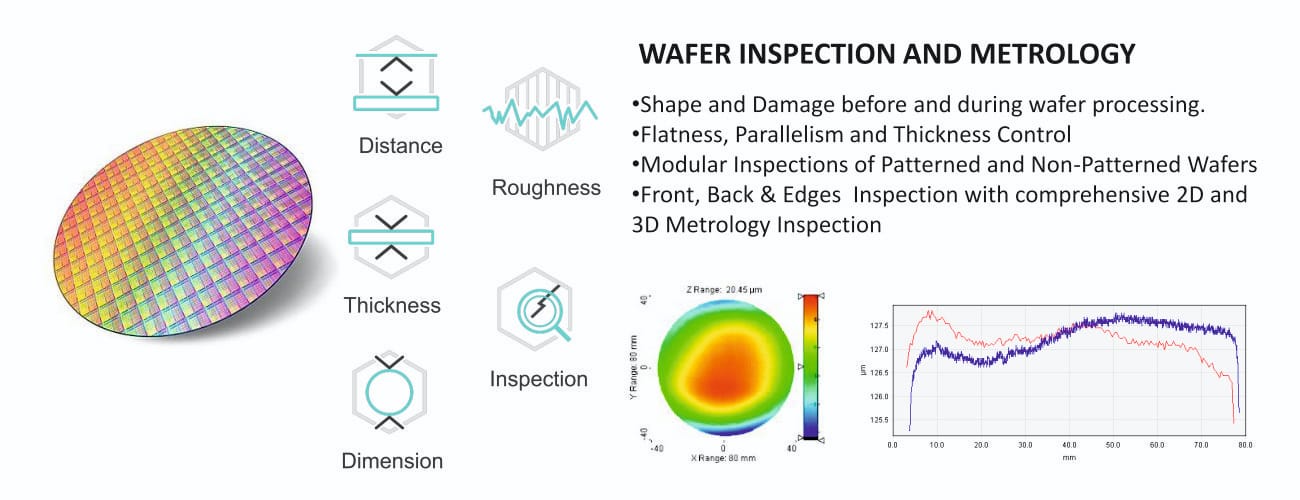 WAFER INSPECTION AND METROLOGY
•Shape and Damage before and during wafer processing.
•Flatness, Parallelism and Thickness Control
•Modular Inspections of Patterned and Non-Patterned Wafers
•Front, Back & Edges  Inspection with comprehensive 2D and
3D Metrology Inspection
Distance
Roughness
Thickness
Inspection
Dimension
Z Range: 20.45 µm
40
Y Range: 80 mm
0
-40
-40
0
40
X Range: 80 mm
127.5
127.0
126.5
126.0
125.5
µm
0.0
10.0
20.0
30.0
40.0
50.0
60.0
70.0
80.0
mm